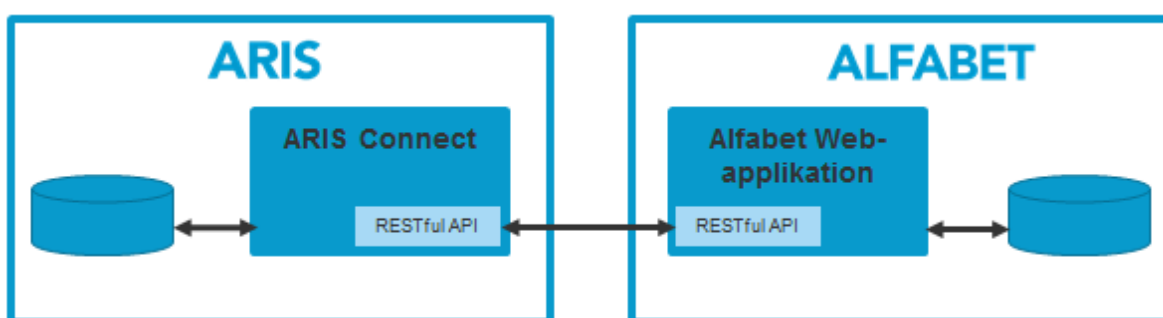 ARIS
ALFABET
ARIS Connect
Alfabet Web-
applikation
RESTful API
RESTful API